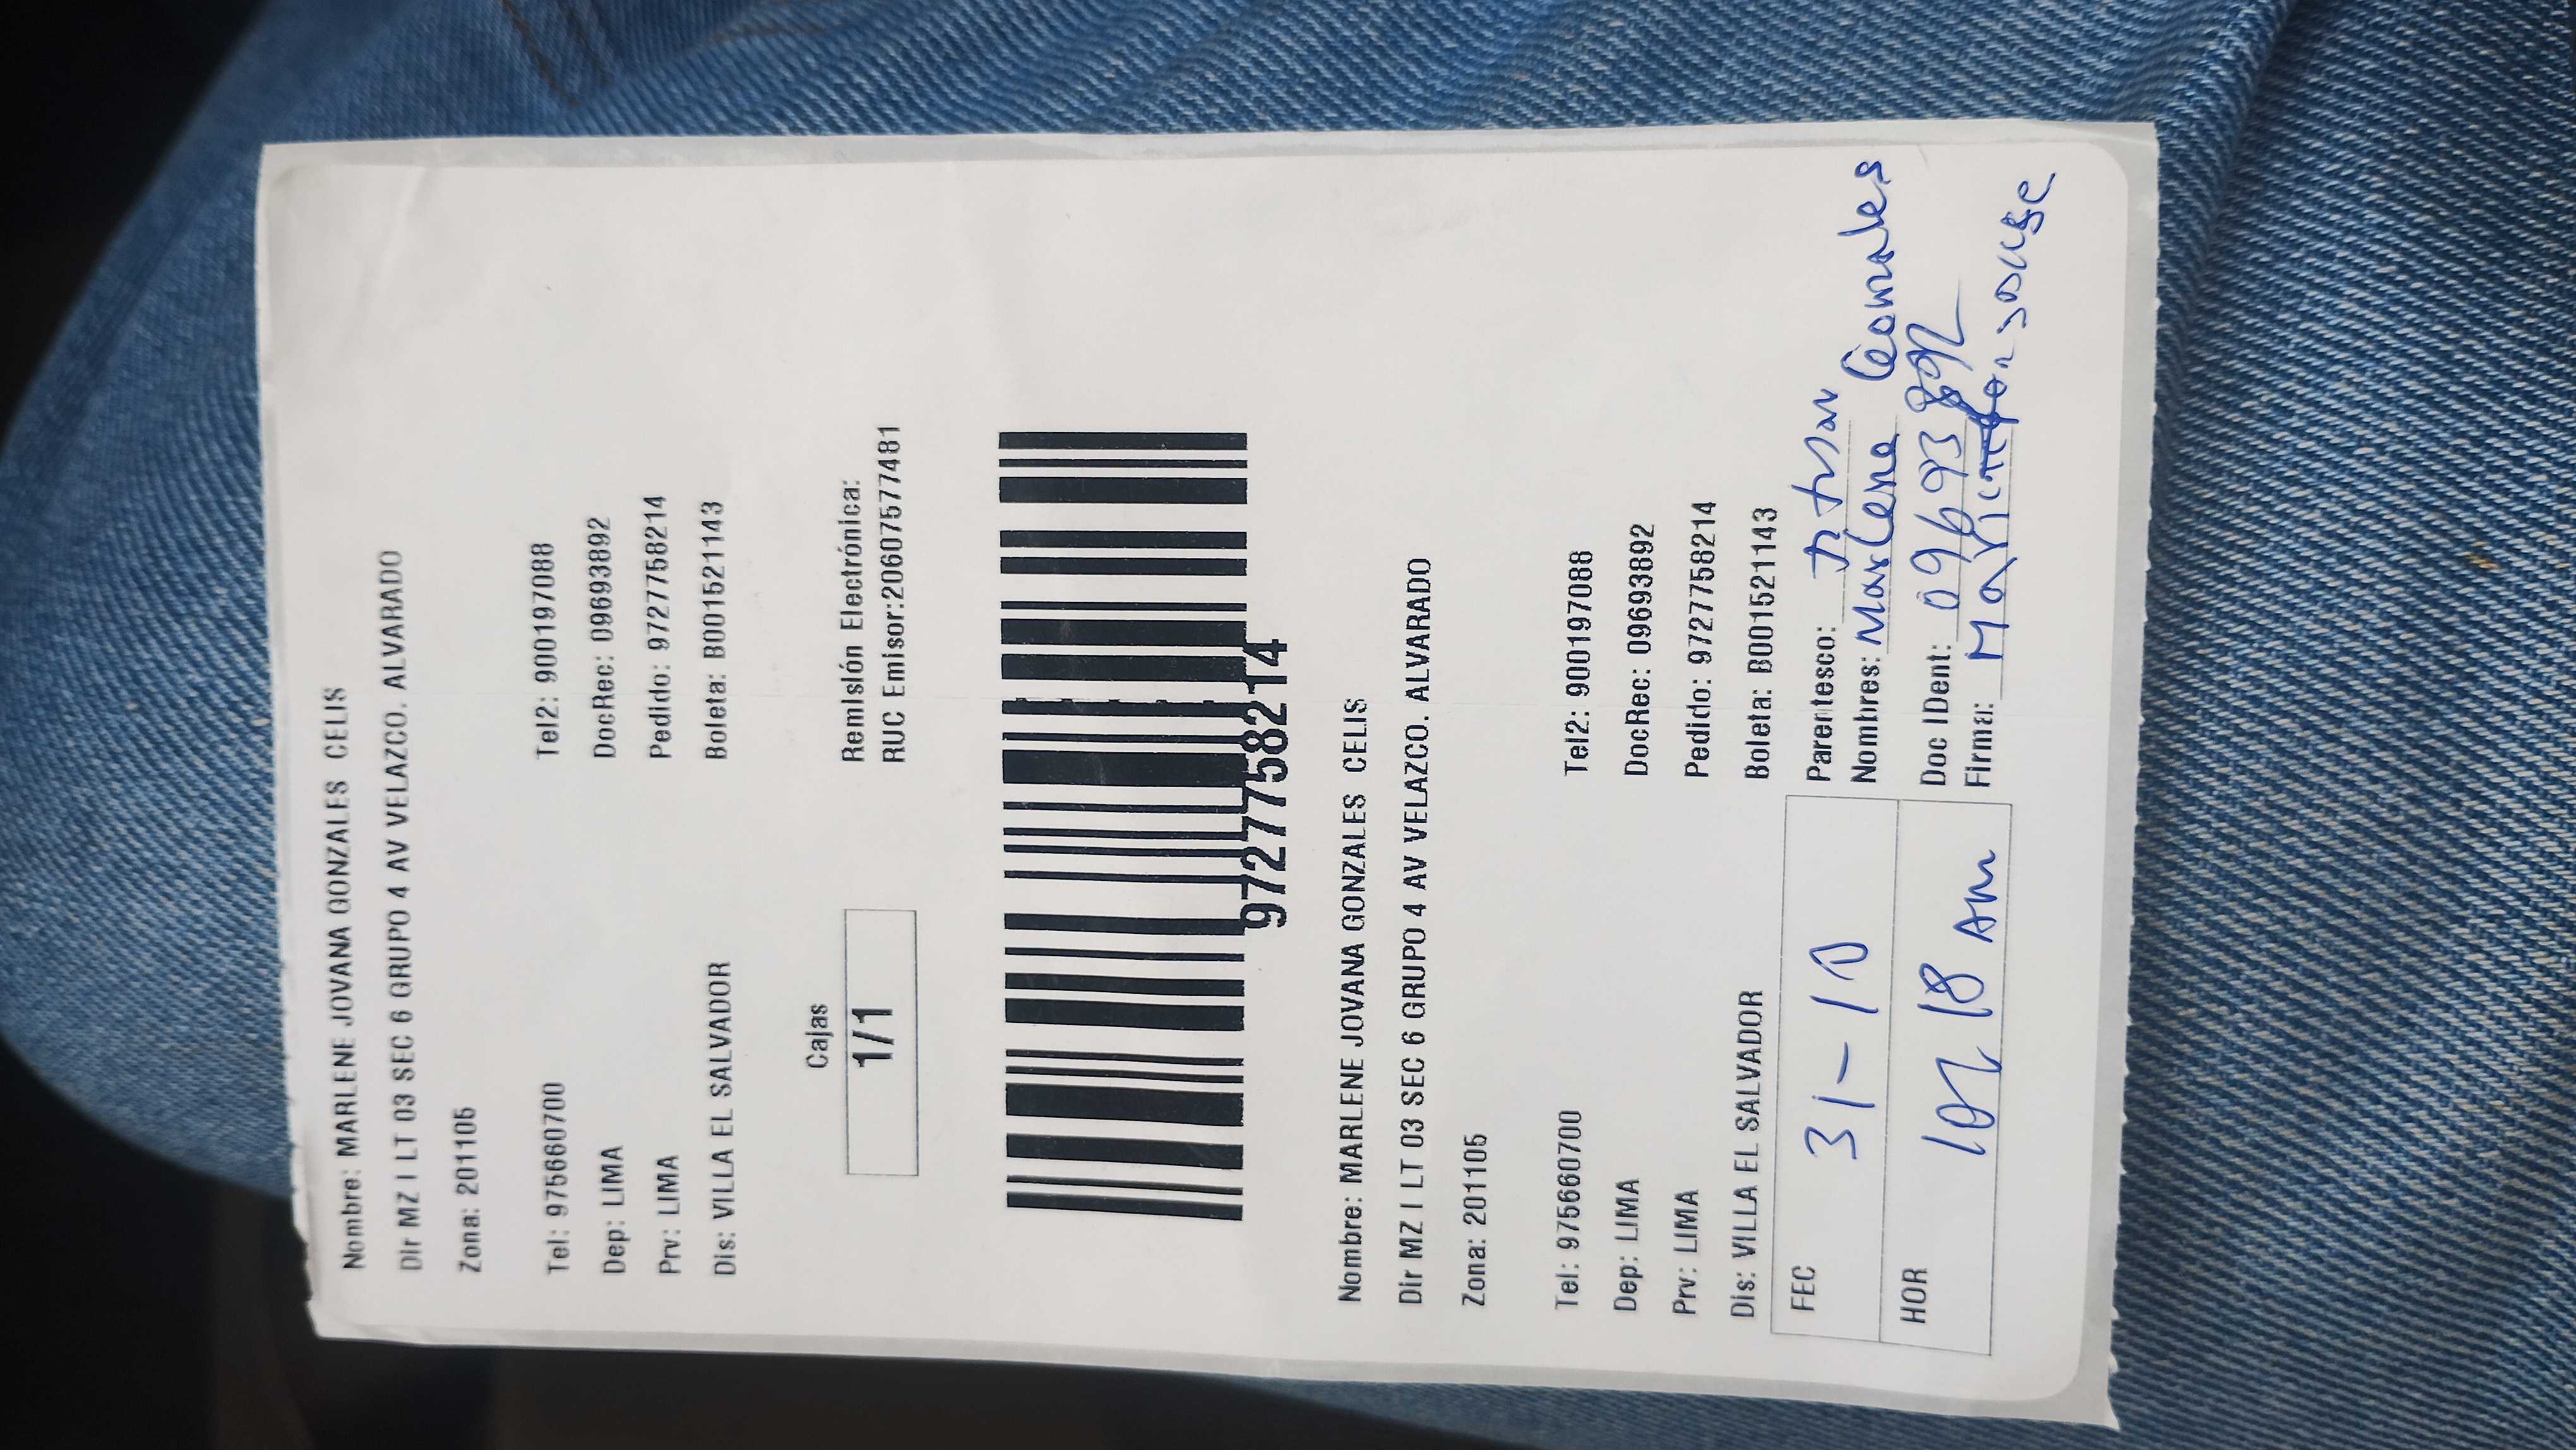 Nombre: MARLENE JOVANA GONZALES CELIS
Dir MZ I LT 03 SEC 6 GRUPO 4 AV VELAZCO. ALVARADO
Zona: 201105
Tel: 975660700 Tel2: 900197088
Dep: LIMA DocRec: 09693892
Prv: LIMA Pedido: 9727758214
Dis: VILLA EL SALVADOR Boleta: B001521143
Cajas
1/1
Remisión Electrónica:
RUC Emisor:20607577481
9727758214
Nombre: MARLENE JOVANA GONZALES CELIS
Dir MZ I LT 03 SEC 6 GRUPO 4 AV VELAZCO. ALVARADO
Zona: 201105
Tel: 975660700 Tel2: 900197088
Dep: LIMA DocRec: 09693892
Prv: LIMA Pedido: 9727758214
Dis: VILLA EL SALVADOR Boleta: B001521143
FEC 31-10
HOR 10:18 AM
Parentesco: Titular
Nombres: Marlene Gonzales
Doc IDent: 09693892
Firma: